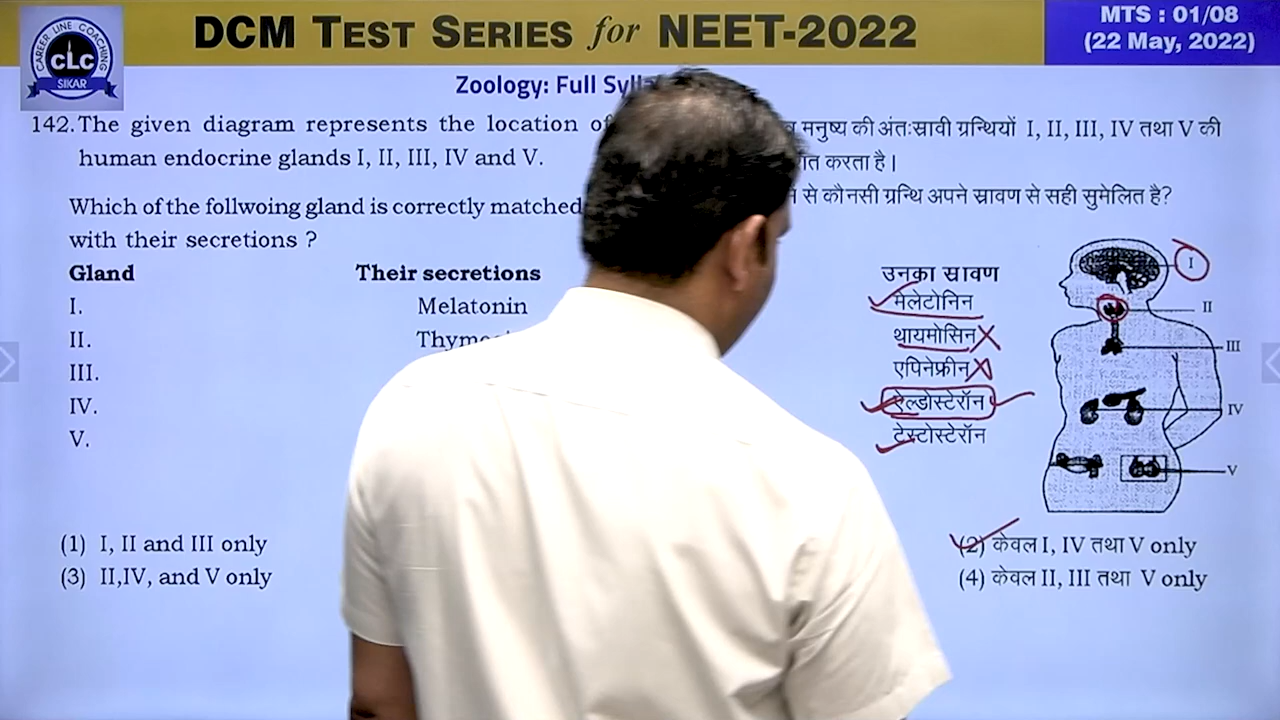 CAREER LINE COACHING
CLC
SIKAR
DCM TEST SERIES for NEET-2022
MTS : 01/08
(22 May, 2022)
Zoology: Full
142. The given diagram represents the location of
human endocrine glands I, II, III, IV and V.
Which of the follwoing gland is correctly matched
with their secretions ?
Gland Their secretions
I. Melatonin
II.
III.
IV.
V.
(1) I, II and III only
(3) II,IV, and V only
मनुष्य की अंतःस्रावी ग्रन्थियों I, II, III, IV तथा V की
करता है।
से कौनसी ग्रन्थि अपने स्रावण से सही सुमेलित है?
उनका स्रावण
मेलेटोनिन
थायमोसिन
एपिनेफ्रीन
ऐल्डोस्टेरॉन
टेस्टोस्टेरॉन
I
II
III
IV
V
(2) केवल I, IV तथा V only
(4) केवल II, III तथा V only